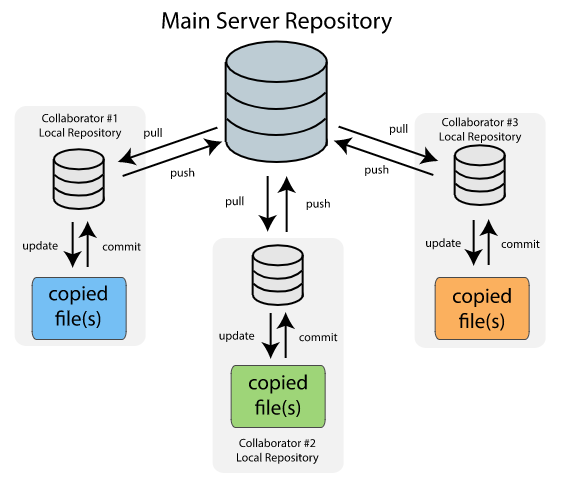 Main Server Repository
Collaborator #1
Local Repository
pull
push
update
commit
copied
file(s)
pull
push
update
commit
copied
file(s)
Collaborator #2
Local Repository
Collaborator #3
Local Repository
pull
push
update
commit
copied
file(s)